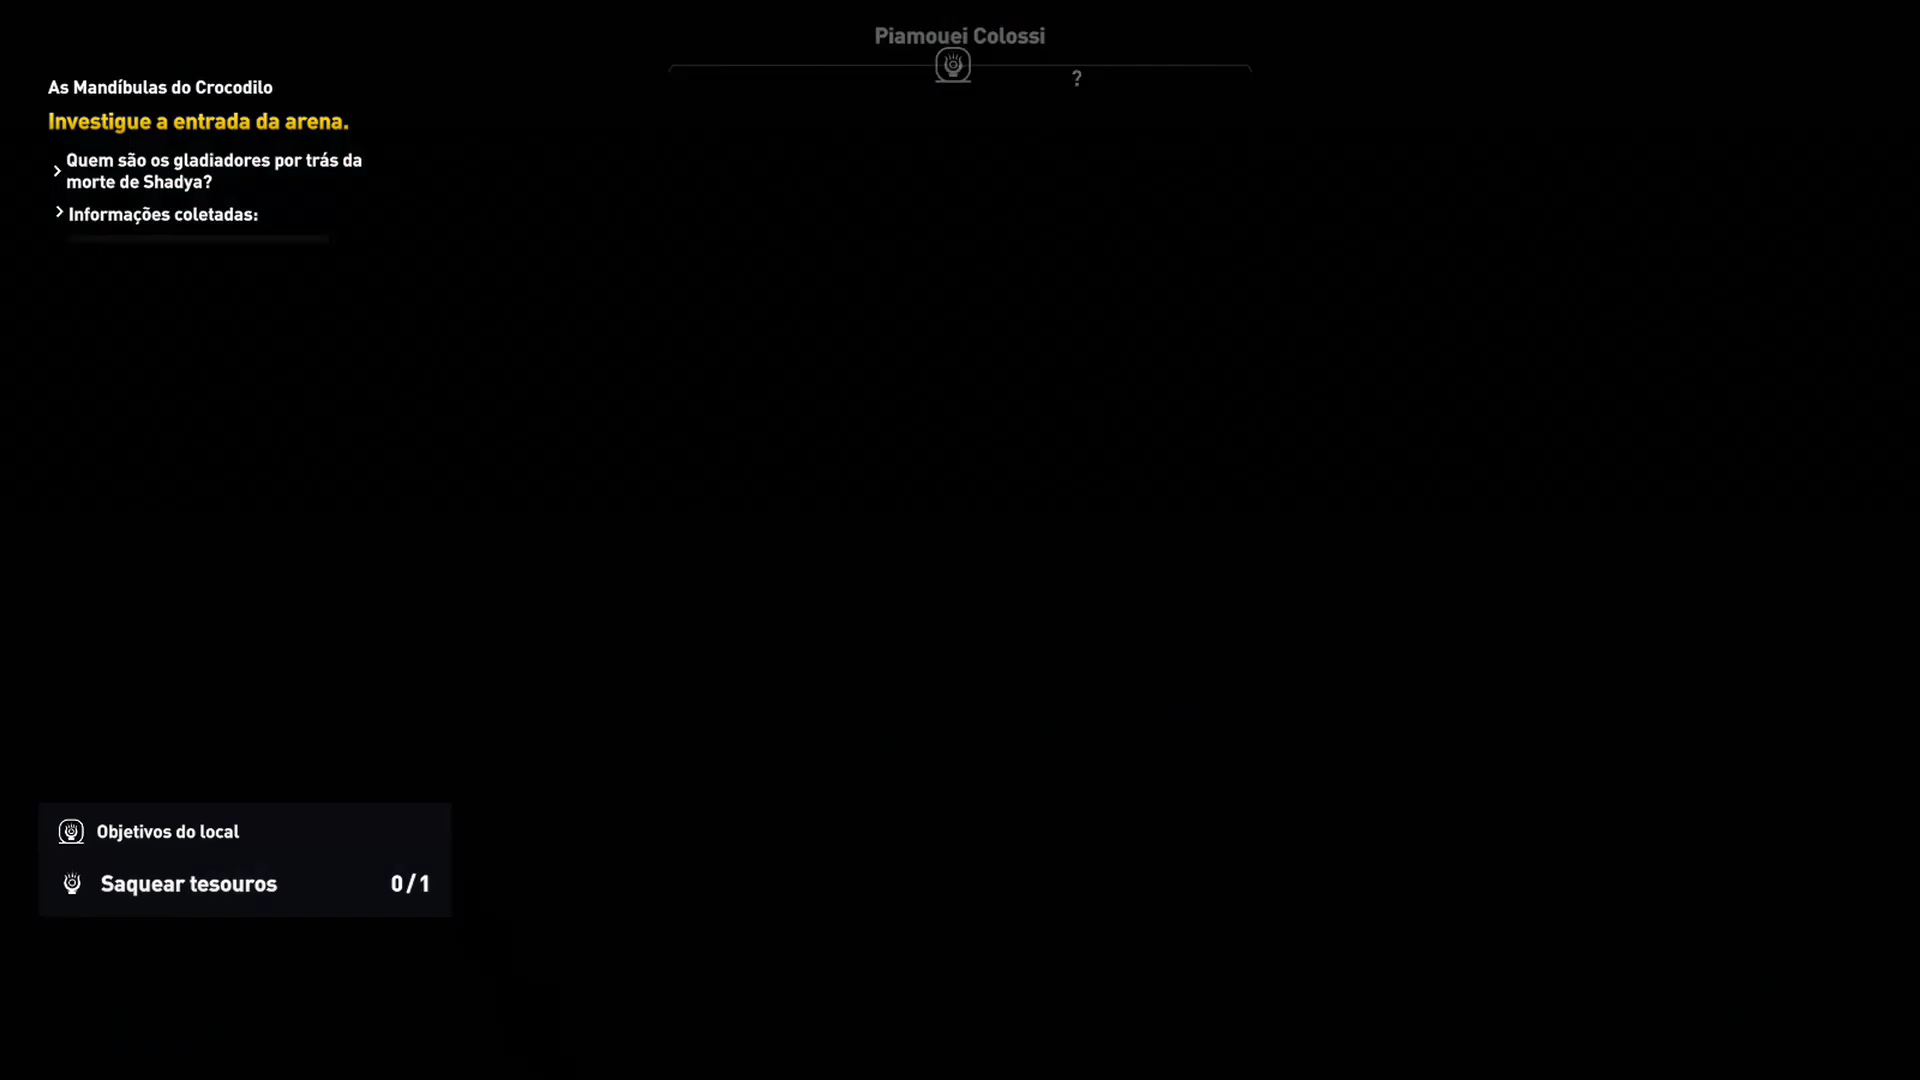 Piamouei Colossi
?
As Mandíbulas do Crocodilo
Investigue a entrada da arena.
Quem são os gladiadores por trás da
morte de Shadya?
Informações coletadas:
Objetivos do local
Saquear tesouros 0/1